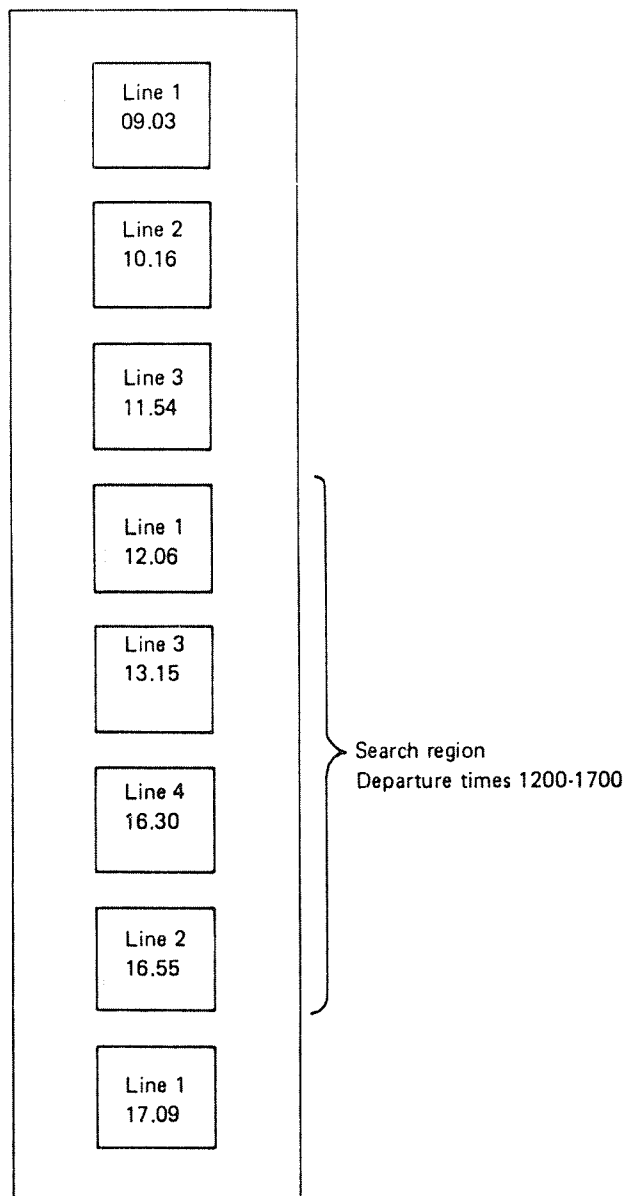 Line 1
09.03
Line 2
10.16
Line 3
11.54
Line 1
12.06
Line 3
13.15
Line 4
16.30
Line 2
16.55
Line 1
17.09
Search region
Departure times 1200-1700